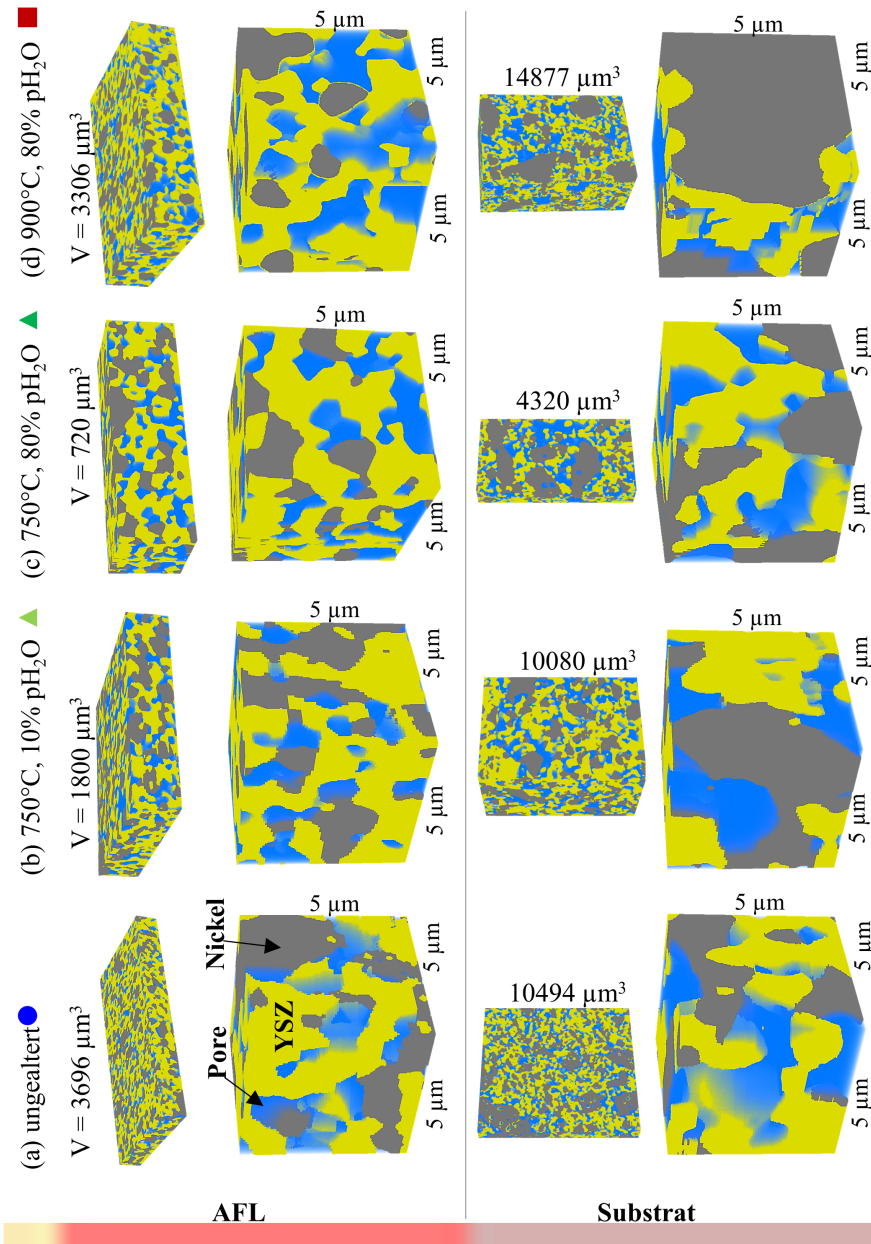 (a) ungealtert
(b) 750°C, 10% pH₂O
(c) 750°C, 80% pH₂O
(d) 900°C, 80% pH₂O
V = 3696 µm³
V = 1800 µm³
V = 720 µm³
V = 3306 µm³
AFL
Pore
YSZ
Nickel
5 µm
5 µm
5 µm
5 µm
5 µm
5 µm
5 µm
5 µm
5 µm
5 µm
5 µm
5 µm
Substrat
10494 µm³
10080 µm³
4320 µm³
14877 µm³
5 µm
5 µm
5 µm
5 µm
5 µm
5 µm
5 µm
5 µm
5 µm
5 µm
5 µm
5 µm